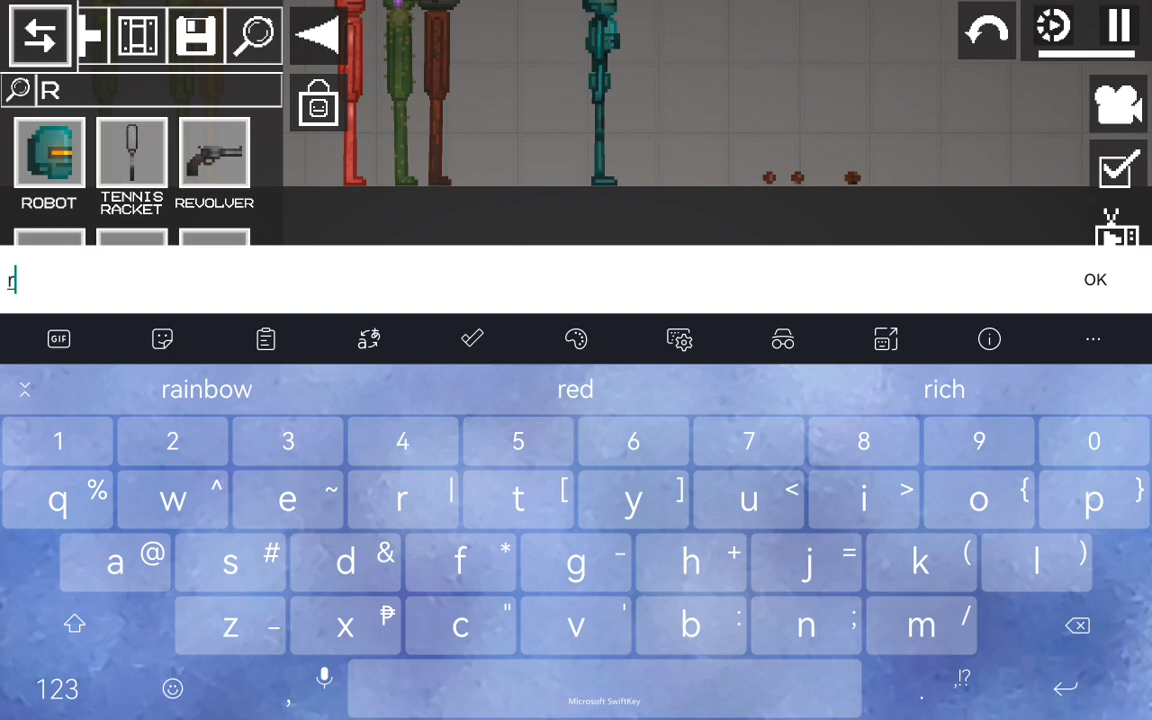 R
ROBOT
TENNIS RACKET
REVOLVER
r
OK
GIF
rainbow red rich
1 2 3 4 5 6 7 8 9 0
q % w ^ e ~ r | t [ y ] u < i > o { p }
a @ s # d & f * g - h + j = k ( l )
z _ x ₱ c " v ' b : n ; m /
123 , Microsoft SwiftKey . ,!?